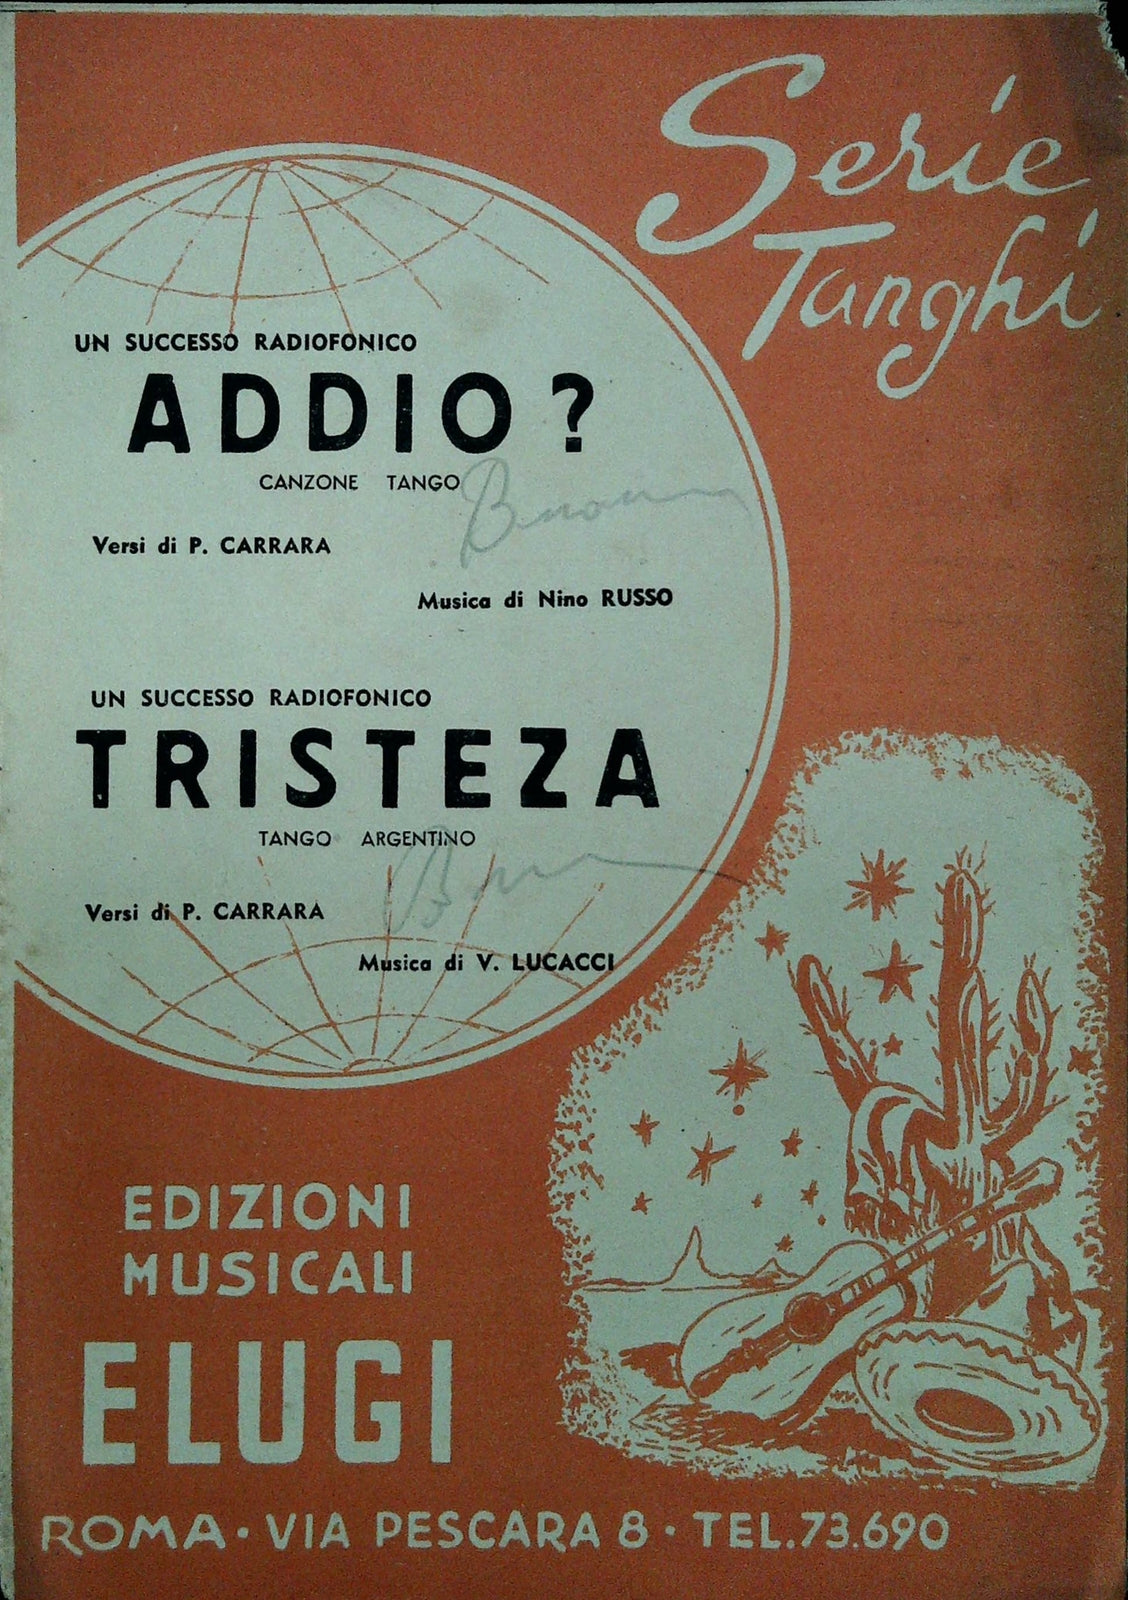 Serie
Tanghi
UN SUCCESSO RADIOFONICO
ADDIO?
CANZONE TANGO
Versi di P. CARRARA
Musica di Nino RUSSO
UN SUCCESSO RADIOFONICO
TRISTEZA
TANGO ARGENTINO
Versi di P. CARRARA
Musica di V. LUCACCI
EDIZIONI
MUSICALI
ELUGI
ROMA · VIA PESCARA 8 · TEL.73.690